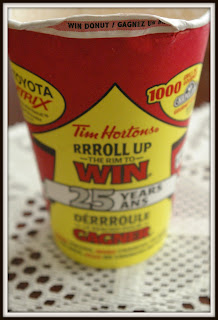 WIN DONUT / GAGNEZ UN
TOYOTA
MATRIX
1000
Tim Hortons
RRROLL UP
THE RIM TO
WIN
25 YEARS
ANS
DÉRRROULE
GAGNER